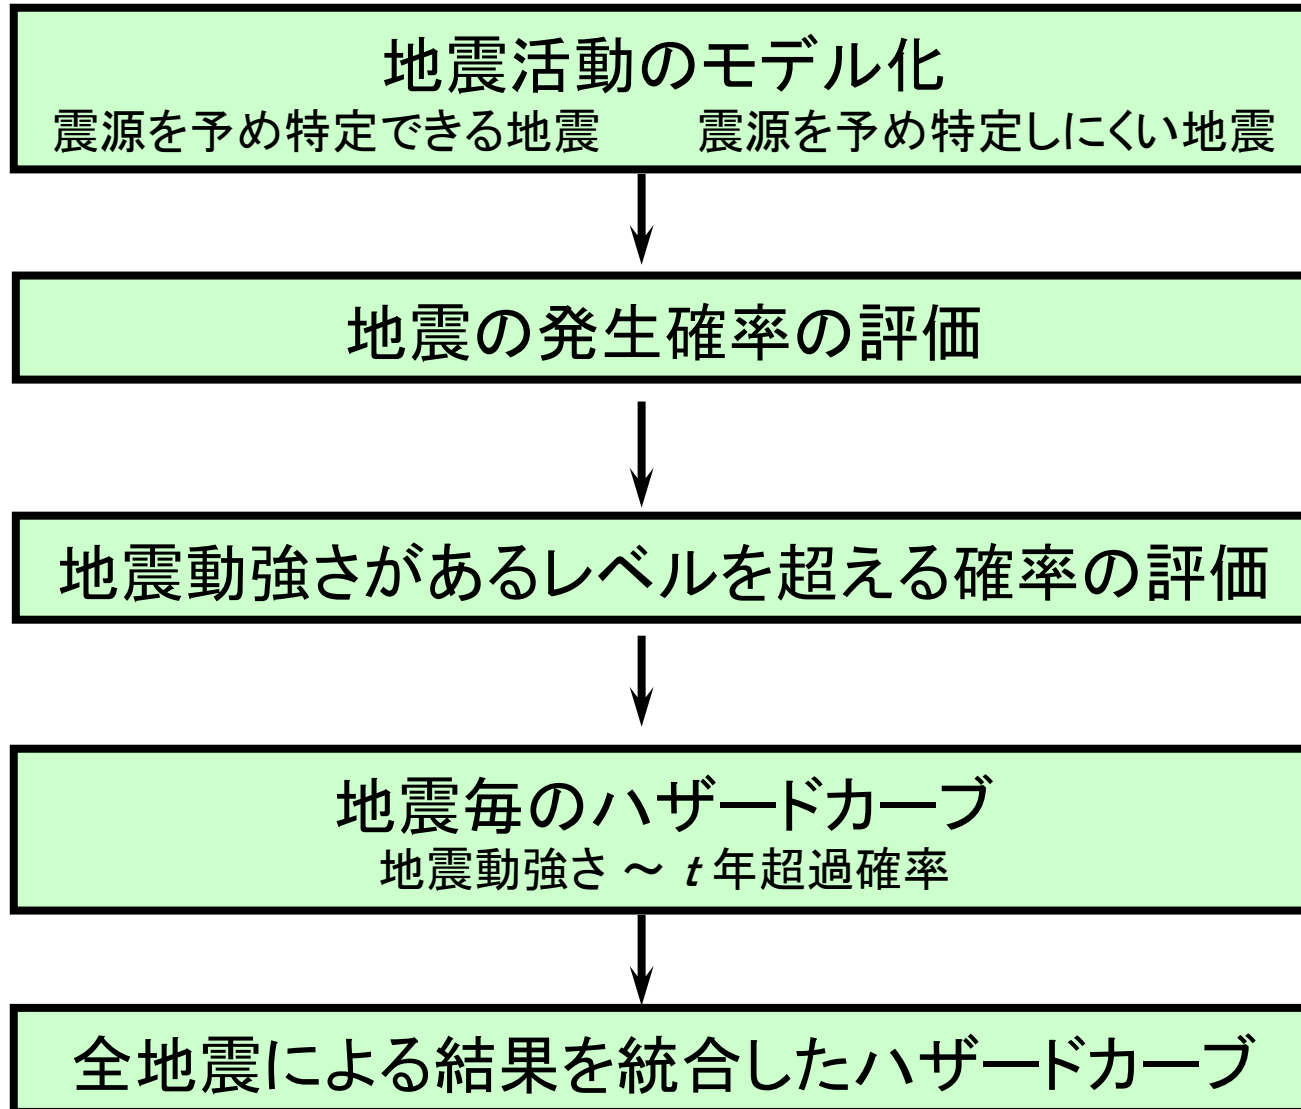 地震活動のモデル化
震源を予め特定できる地震　　震源を予め特定しにくい地震
地震の発生確率の評価
地震動強さがあるレベルを超える確率の評価
地震毎のハザードカーブ
地震動強さ ～ t 年超過確率
全地震による結果を統合したハザードカーブ